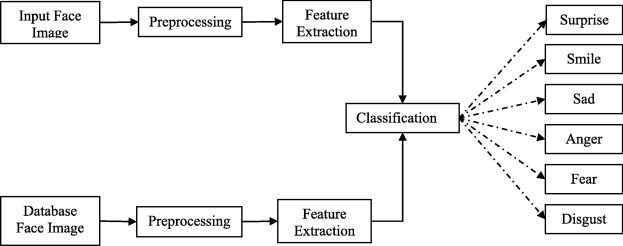 Input Face
Image
Preprocessing
Feature
Extraction
Surprise
Smile
Sad
Classification
Anger
Fear
Disgust
Database
Face Image
Preprocessing
Feature
Extraction